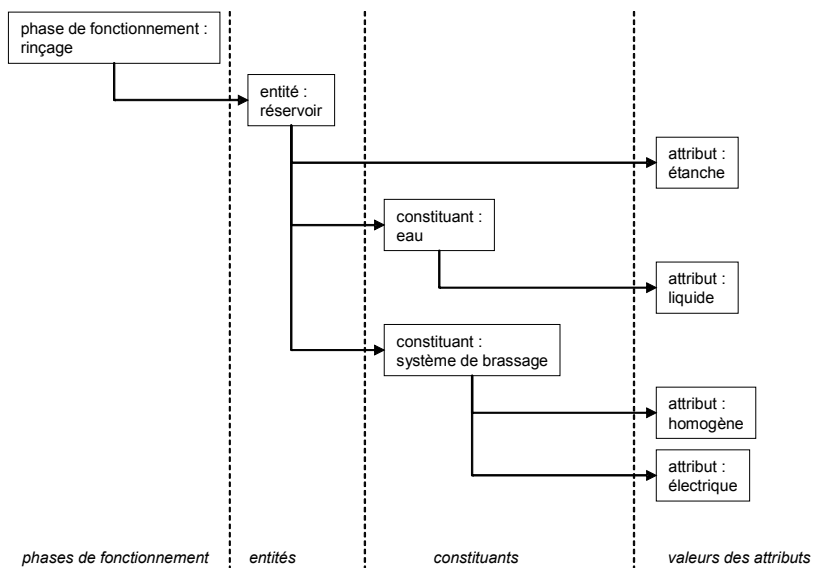 phase de fonctionnement :
rinçage
entité :
réservoir
attribut :
étanche
constituant :
eau
attribut :
liquide
constituant :
système de brassage
attribut :
homogène
attribut :
électrique
phases de fonctionnement
entités
constituants
valeurs des attributs